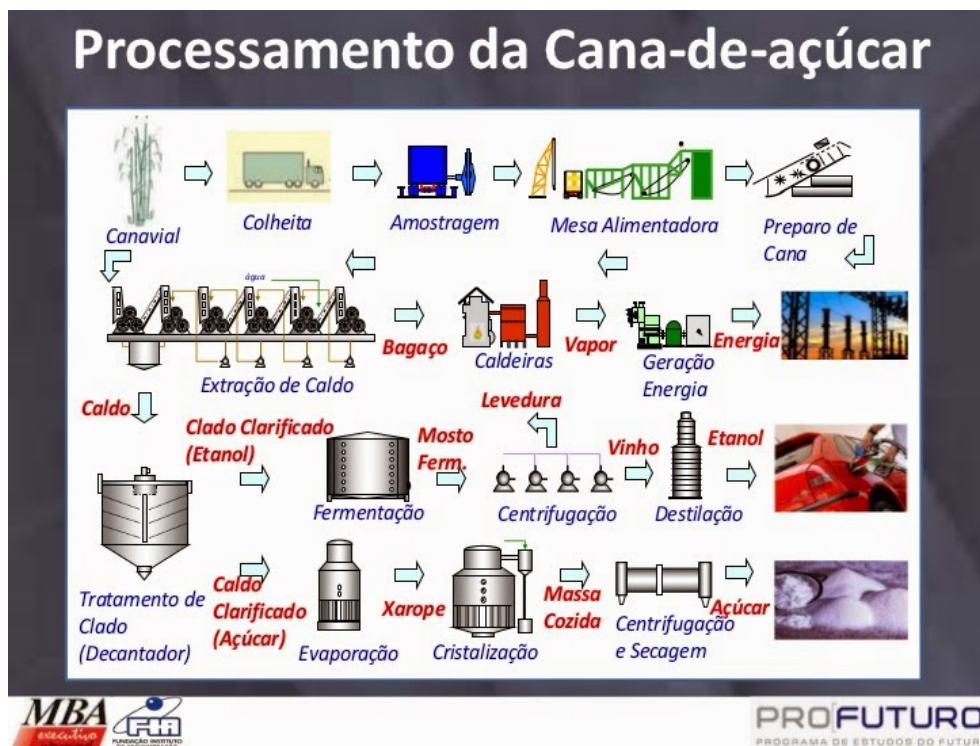 Processamento da Cana-de-açúcar
Canavial
Colheita
Amostragem
Mesa Alimentadora
Preparo de
Cana
água
Extração de Caldo
Bagaço
Caldeiras
Vapor
Geração
Energia
Energia
Caldo
Clado Clarificado
(Etanol)
Fermentação
Mosto
Ferm.
Levedura
Centrifugação
Vinho
Destilação
Etanol
Tratamento de
Clado
(Decantador)
Caldo
Clarificado
(Açúcar)
Evaporação
Xarope
Cristalização
Massa
Cozida
Centrifugação
e Secagem
Açúcar
MBA
executivo
FIA
FUNDAÇÃO INSTITUTO
PROFUTURO
PROGRAMA DE ESTUDOS DO FUTURO